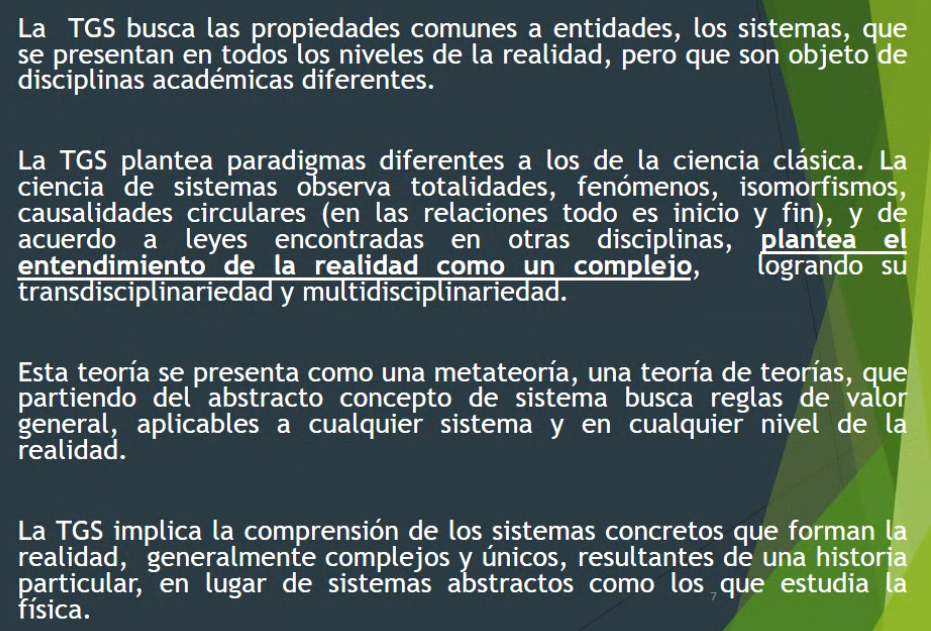 La TGS busca las propiedades comunes a entidades, los sistemas, que
se presentan en todos los niveles de la realidad, pero que son objeto de
disciplinas académicas diferentes.
La TGS plantea paradigmas diferentes a los de la ciencia clásica. La
ciencia de sistemas observa totalidades, fenómenos, isomorfismos,
causalidades circulares (en las relaciones todo es inicio y fin), y de
acuerdo a leyes encontradas en otras disciplinas, plantea el
entendimiento de la realidad como un complejo, logrando su
transdisciplinariedad y multidisciplinariedad.
Esta teoría se presenta como una metateoría, una teoría de teorías, que
partiendo del abstracto concepto de sistema busca reglas de valor
general, aplicables a cualquier sistema y en cualquier nivel de la
realidad.
La TGS implica la comprensión de los sistemas concretos que forman la
realidad, generalmente complejos y únicos, resultantes de una historia
particular, en lugar de sistemas abstractos como los que estudia la
física.
7